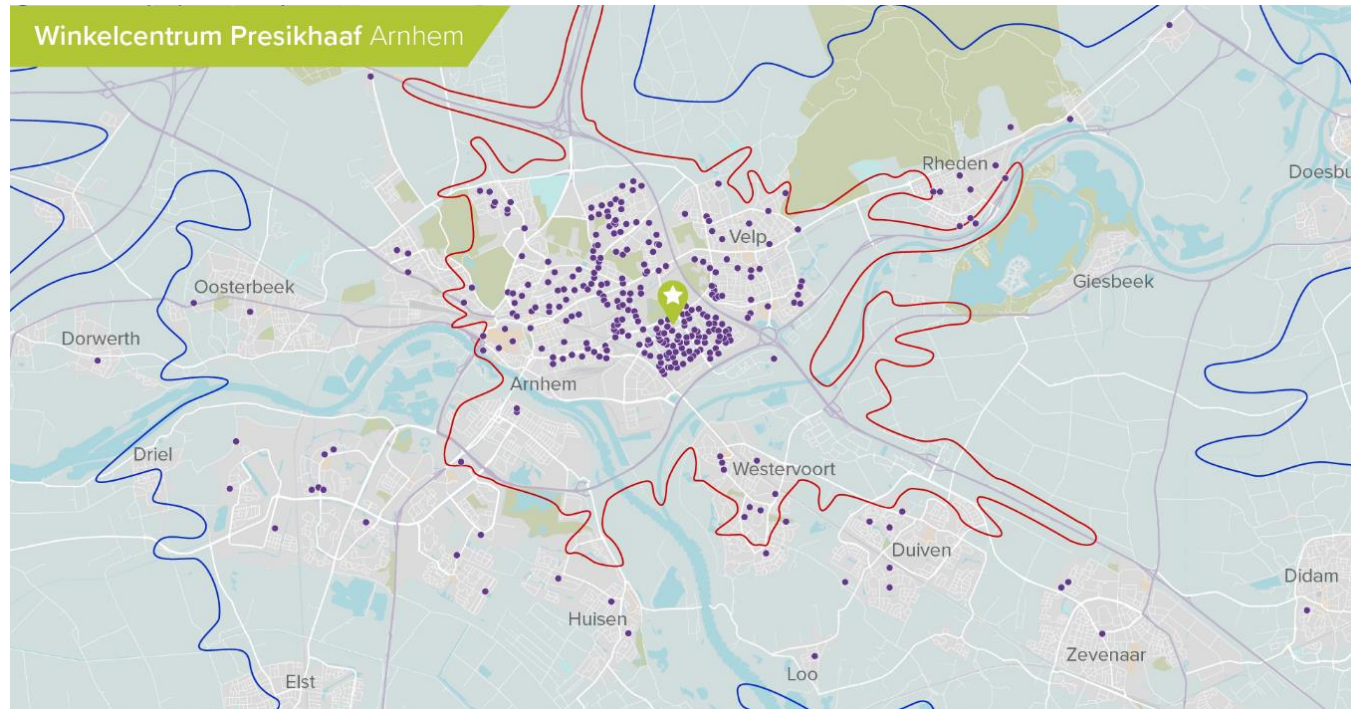 Winkelcentrum Presikhaaf Arnhem
Rheden
Doesbu
Velp
Giesbeek
Oosterbeek
Dorwerth
Arnhem
Driel
Westervoort
Duiven
Didam
Huisen
Zevenaar
Loo
Elst